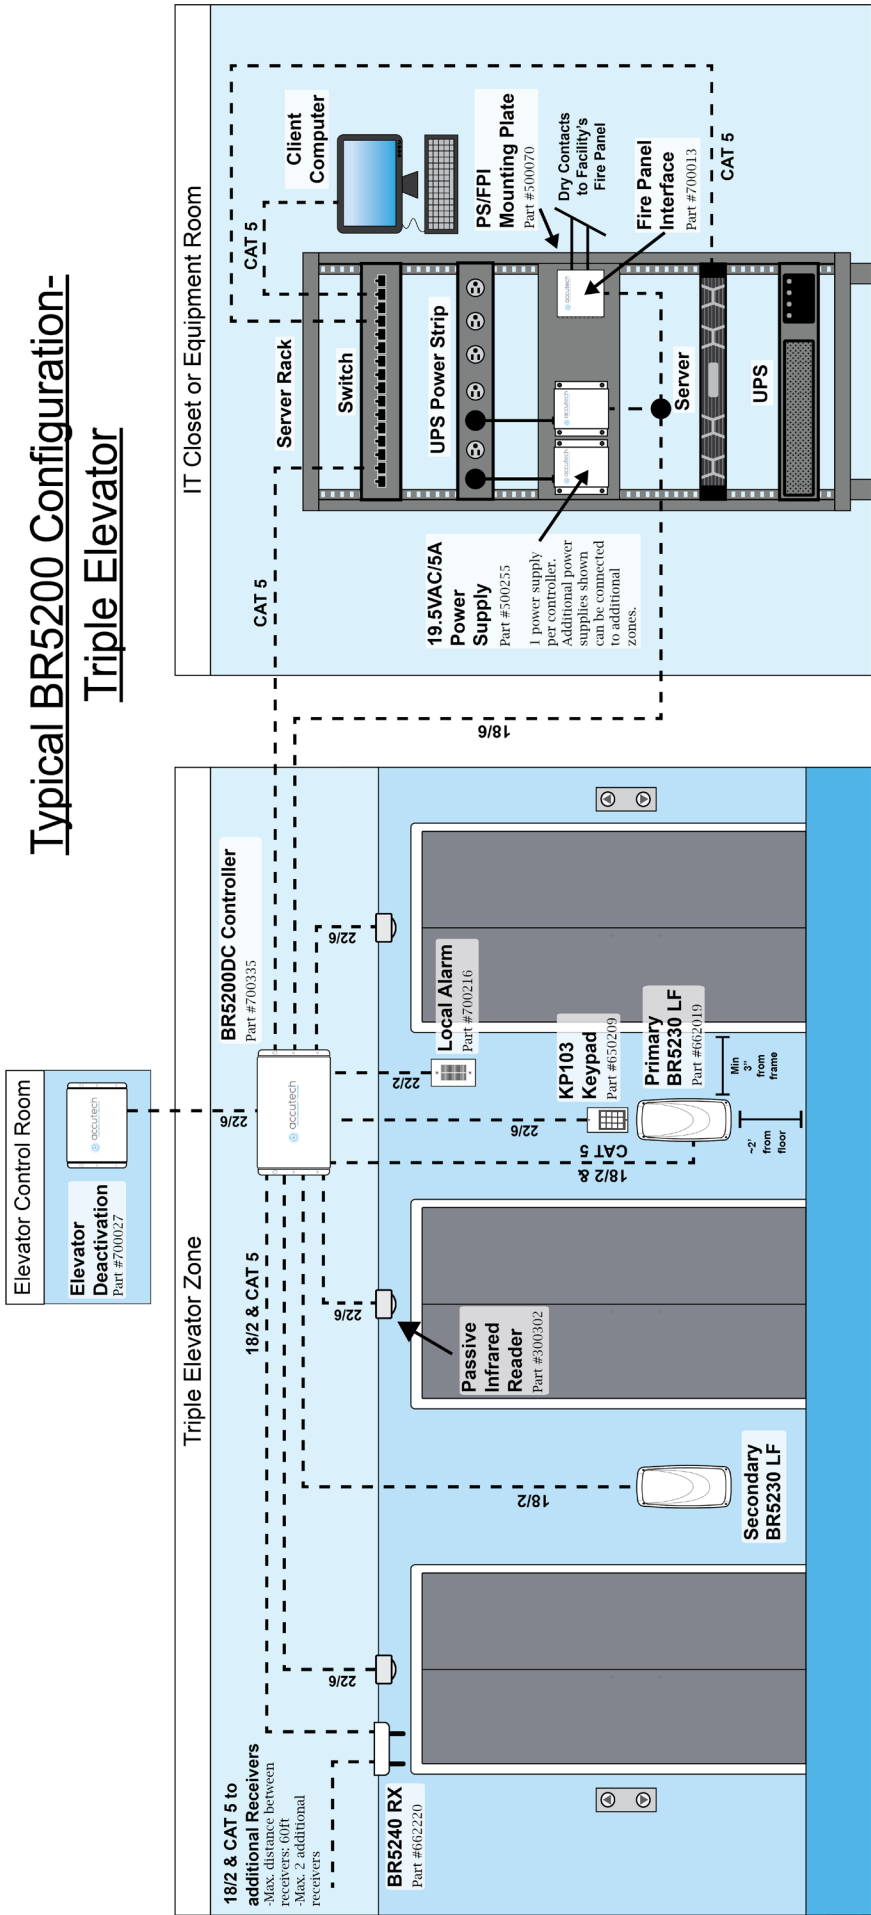 Typical BR5200 Configuration-
Triple Elevator
Elevator Control Room
Elevator
Deactivation
Part #700027
accutech
22/6
Triple Elevator Zone
18/2 & CAT 5 to
additional Receivers
-Max. distance between
receivers: 60ft
-Max. 2 additional
receivers
18/2 & CAT 5
BR5200DC Controller
Part #700335
accutech
22/6
22/6
22/6
BR5240 RX
Part #662220
Passive
Infrared
Reader
Part #300302
18/2
Secondary
BR5230 LF
18/2 &
CAT 5
22/6
22/2
Local Alarm
Part #700216
KP103
Keypad
Part #650209
Primary
BR5230 LF
Part #662019
Min
3"
from
frame
~2'
from
floor
CAT 5
18/6
IT Closet or Equipment Room
Server Rack
CAT 5
Client
Computer
Switch
UPS Power Strip
19.5VAC/5A
Power
Supply
Part #500255
1 power supply
per controller.
Additional power
supplies shown
can be connected
to additional
zones.
accutech
accutech
accutech
PS/FPI
Mounting Plate
Part #500070
Dry Contacts
to Facility's
Fire Panel
Fire Panel
Interface
Part #700013
Server
CAT 5
UPS